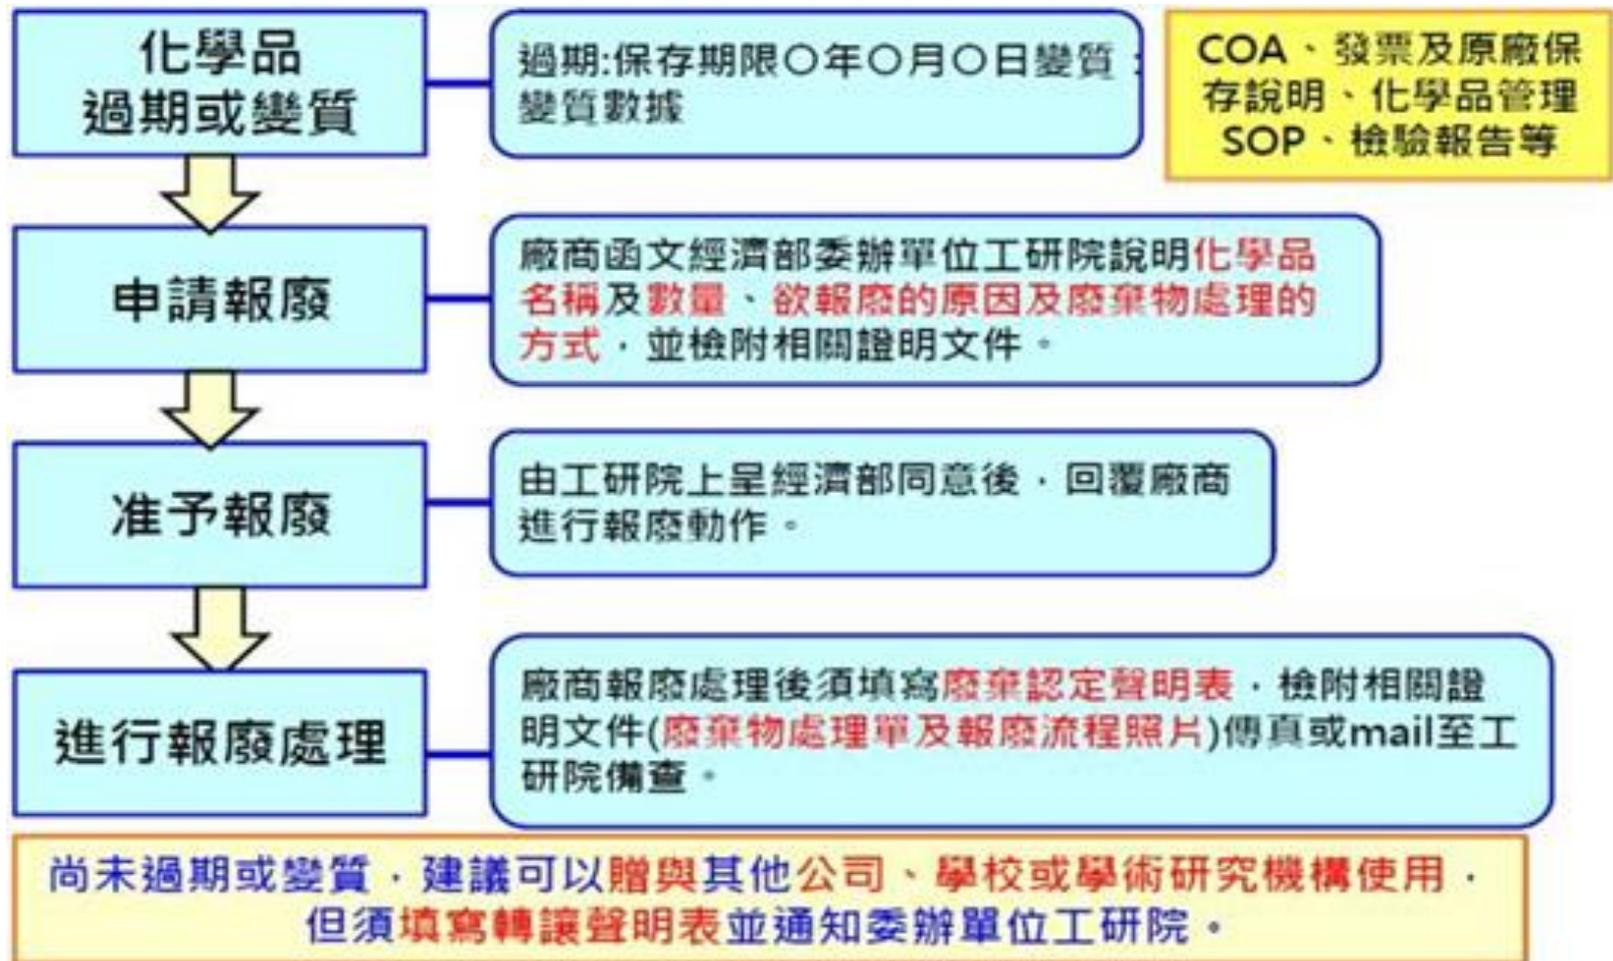 化學品
過期或變質
過期:保存期限〇年〇月〇日變質：
變質數據
COA、發票及原廠保
存說明、化學品管理
SOP、檢驗報告等
申請報廢
廠商函文經濟部委辦單位工研院說明化學品
名稱及數量、欲報廢的原因及廢棄物處理的
方式，並檢附相關證明文件。
准予報廢
由工研院上呈經濟部同意後，回覆廠商
進行報廢動作。
進行報廢處理
廠商報廢處理後須填寫廢棄認定聲明表，檢附相關證
明文件(廢棄物處理單及報廢流程照片)傳真或mail至工
研院備查。
尚未過期或變質，建議可以贈與其他公司、學校或學術研究機構使用，
但須填寫轉讓聲明表並通知委辦單位工研院。